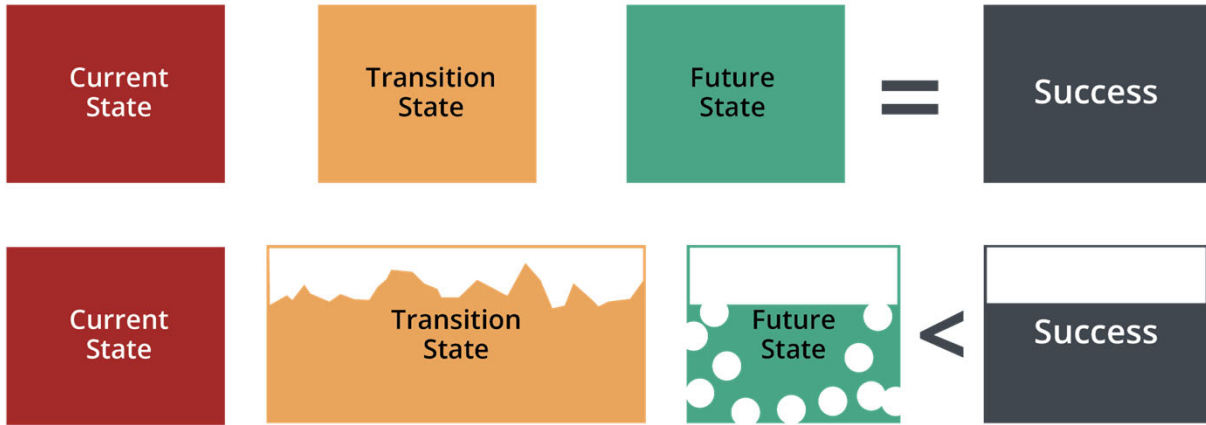 Current
State
Transition
State
Future
State
=
Success
Current
State
Transition
State
Future
State
<
Success